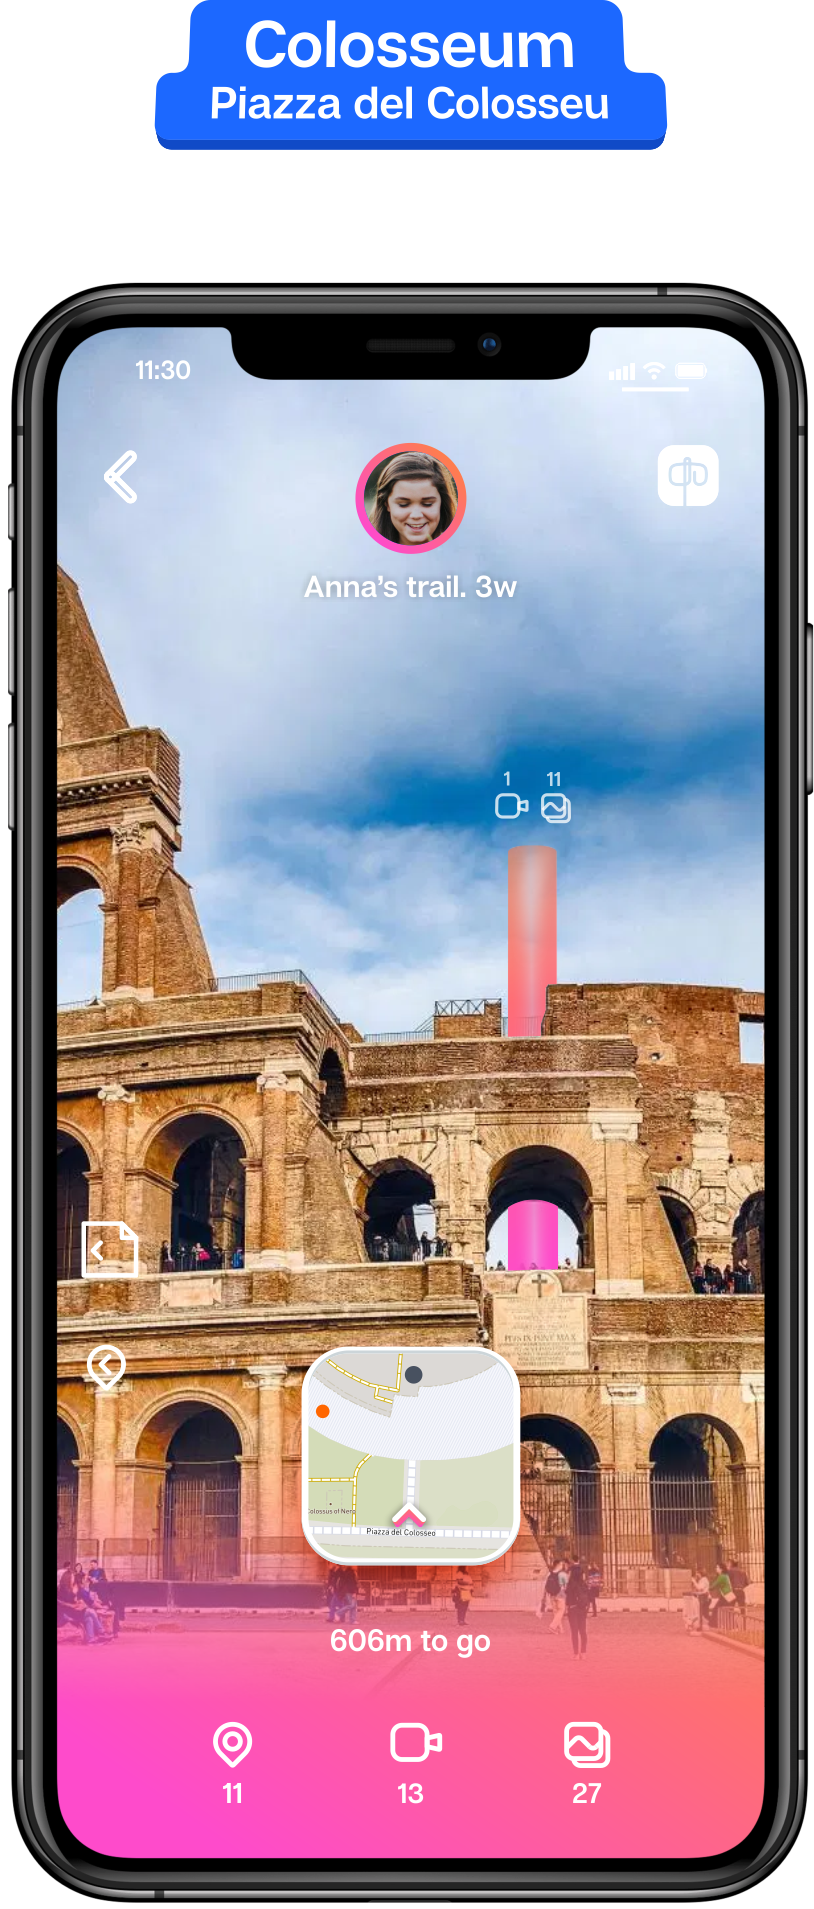 Colosseum
Piazza del Colosseu
11:30
Anna's trail. 3w
1 11
Piazza del Colosseo
606m to go
11 13 27